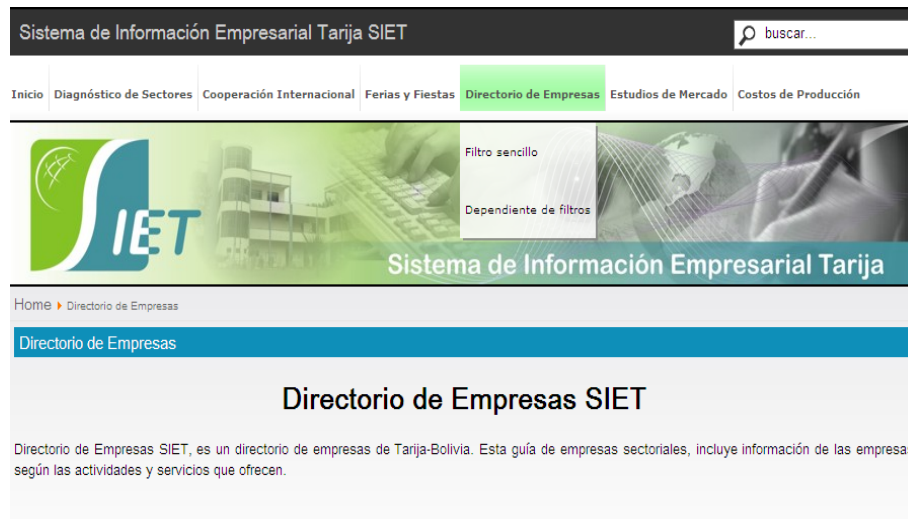 Sistema de Información Empresarial Tarija SIET
buscar...
Inicio Diagnóstico de Sectores Cooperación Internacional Ferias y Fiestas Directorio de Empresas Estudios de Mercado Costos de Producción
Filtro sencillo
Dependiente de filtros
SIET
Sistema de Información Empresarial Tarija
Home Directorio de Empresas
Directorio de Empresas
Directorio de Empresas SIET
Directorio de Empresas SIET, es un directorio de empresas de Tarija-Bolivia. Esta guía de empresas sectoriales, incluye información de las empresas
según las actividades y servicios que ofrecen.